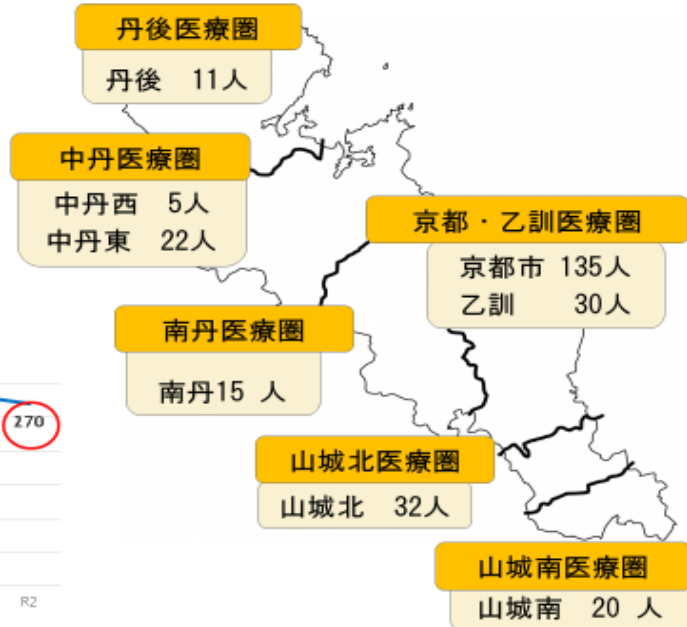 丹後医療圏
丹後 11人
中丹医療圏
中丹西 5人
中丹東 22人
京都・乙訓医療圏
京都市 135人
乙訓 30人
南丹医療圏
南丹15 人
270
山城北医療圏
山城北 32人
山城南医療圏
山城南 20 人
R2